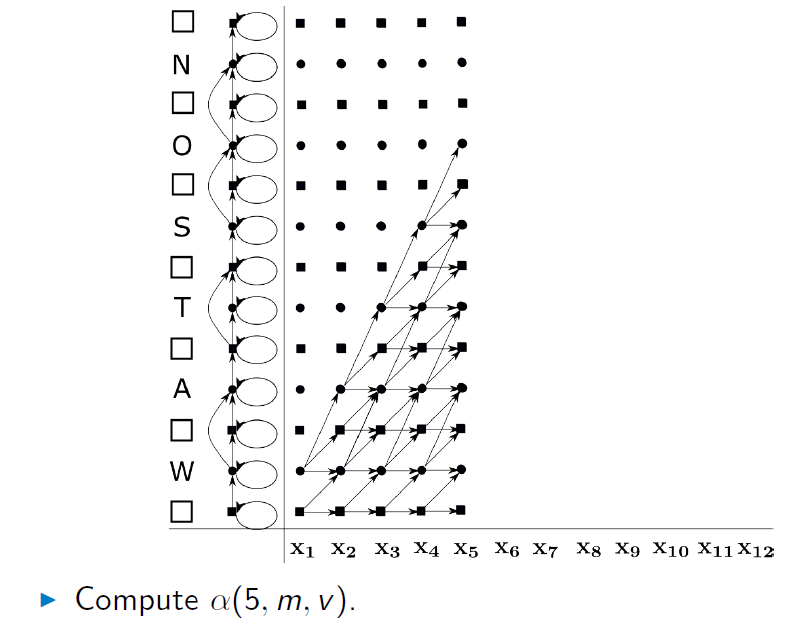 □
N
□
O
□
S
□
T
□
A
□
W
□
x₁ x₂ x₃ x₄ x₅ x₆ x₇ x₈ x₉ x₁₀ x₁₁ x₁₂
▶ Compute α(5, m, v).